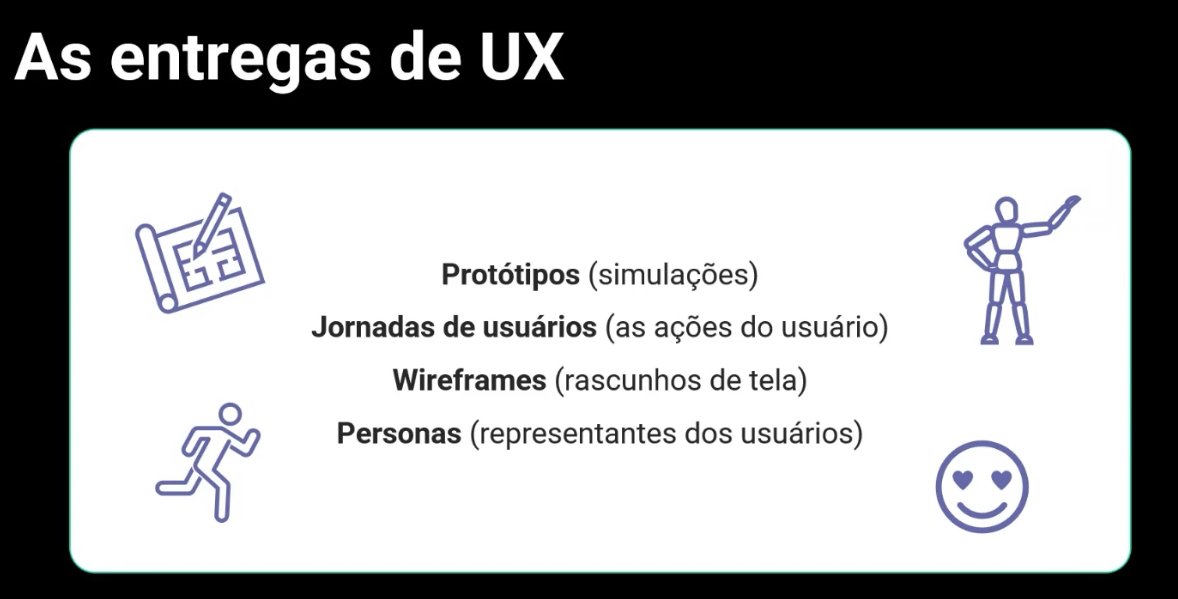 As entregas de UX
Protótipos (simulações)
Jornadas de usuários (as ações do usuário)
Wireframes (rascunhos de tela)
Personas (representantes dos usuários)